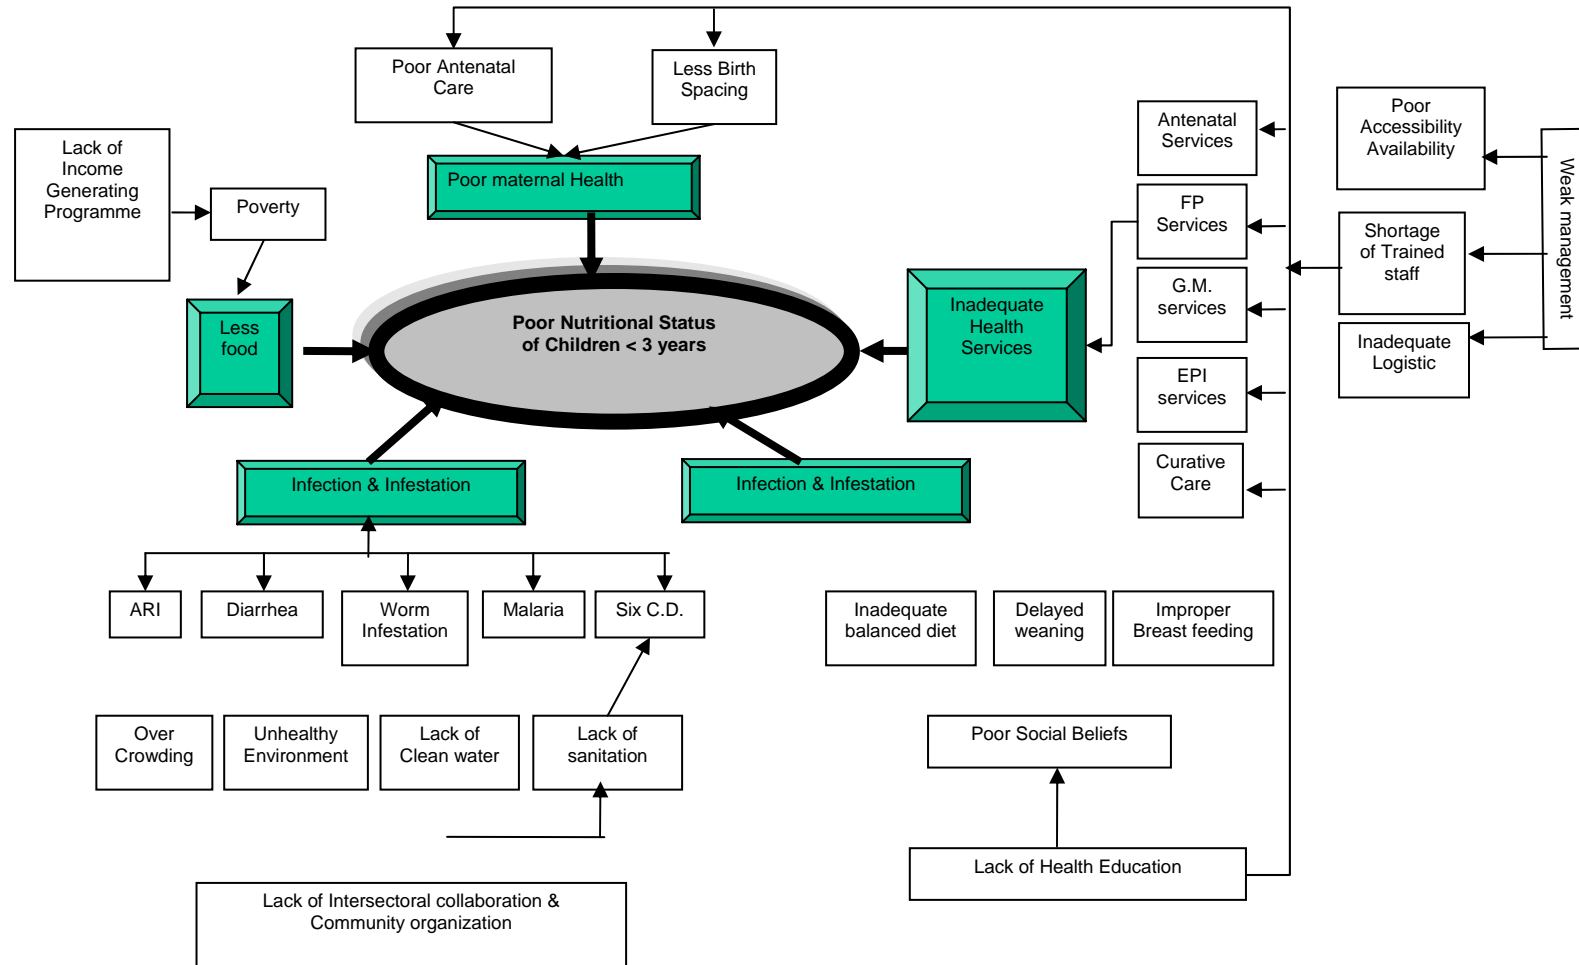 Poor Antenatal
Care
Less Birth
Spacing
Lack of
Income
Generating
Programme
Poverty
Poor maternal Health
Antenatal
Services
Poor
Accessibility
Availability
Weak management
FP
Services
Shortage
of Trained
staff
G.M.
services
Inadequate
Logistic
Less
food
Poor Nutritional Status
of Children < 3 years
Inadequate
Health
Services
EPI
services
Curative
Care
Infection & Infestation
Infection & Infestation
ARI
Diarrhea
Worm
Infestation
Malaria
Six C.D.
Inadequate
balanced diet
Delayed
weaning
Improper
Breast feeding
Over
Crowding
Unhealthy
Environment
Lack of
Clean water
Lack of
sanitation
Poor Social Beliefs
Lack of Health Education
Lack of Intersectoral collaboration &
Community organization